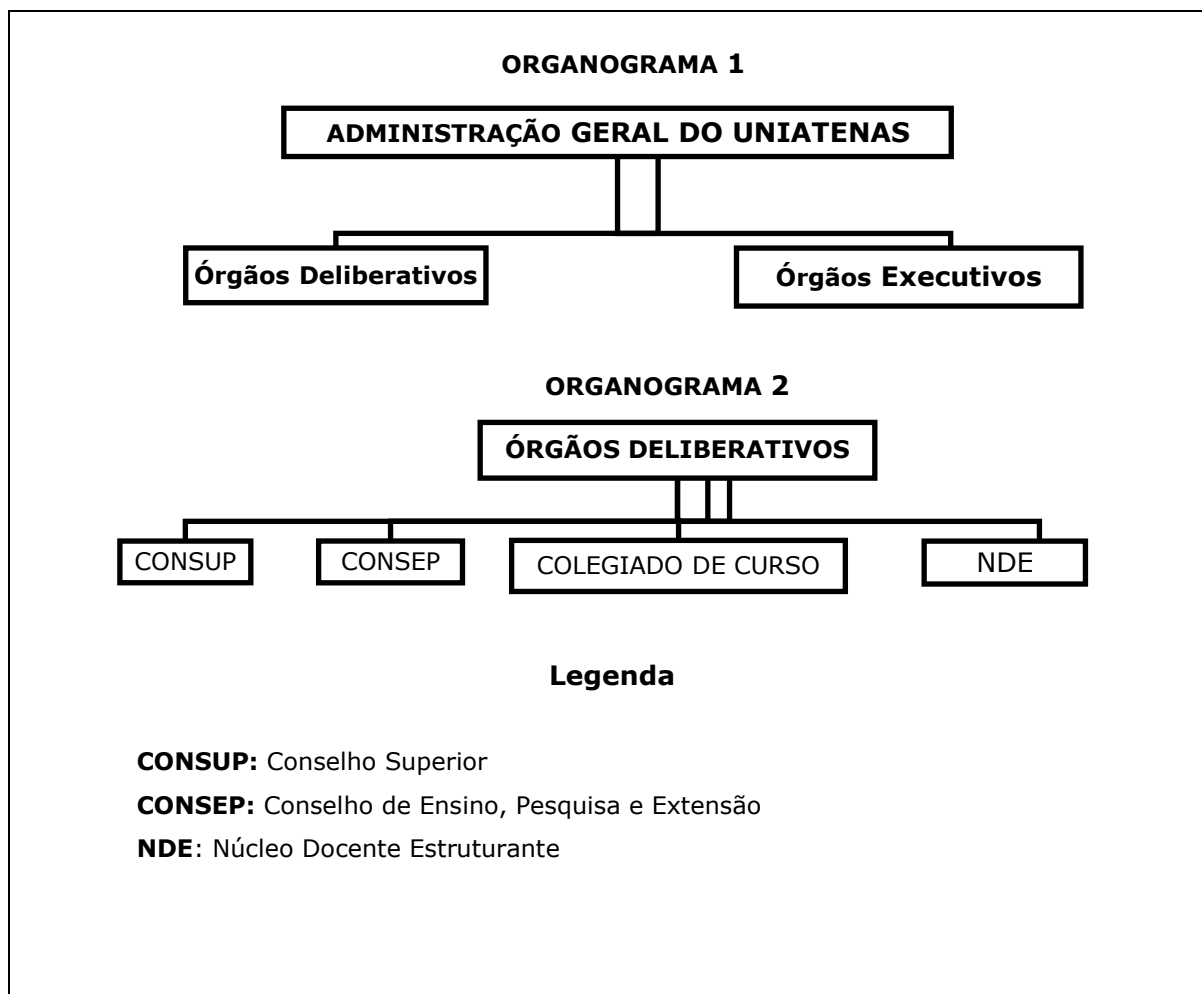 ORGANOGRAMA 1
ADMINISTRAÇÃO GERAL DO UNIATENAS
Órgãos Deliberativos
Órgãos Executivos
ORGANOGRAMA 2
ÓRGÃOS DELIBERATIVOS
CONSUP
CONSEP
COLEGIADO DE CURSO
NDE
Legenda
CONSUP: Conselho Superior
CONSEP: Conselho de Ensino, Pesquisa e Extensão
NDE: Núcleo Docente Estruturante